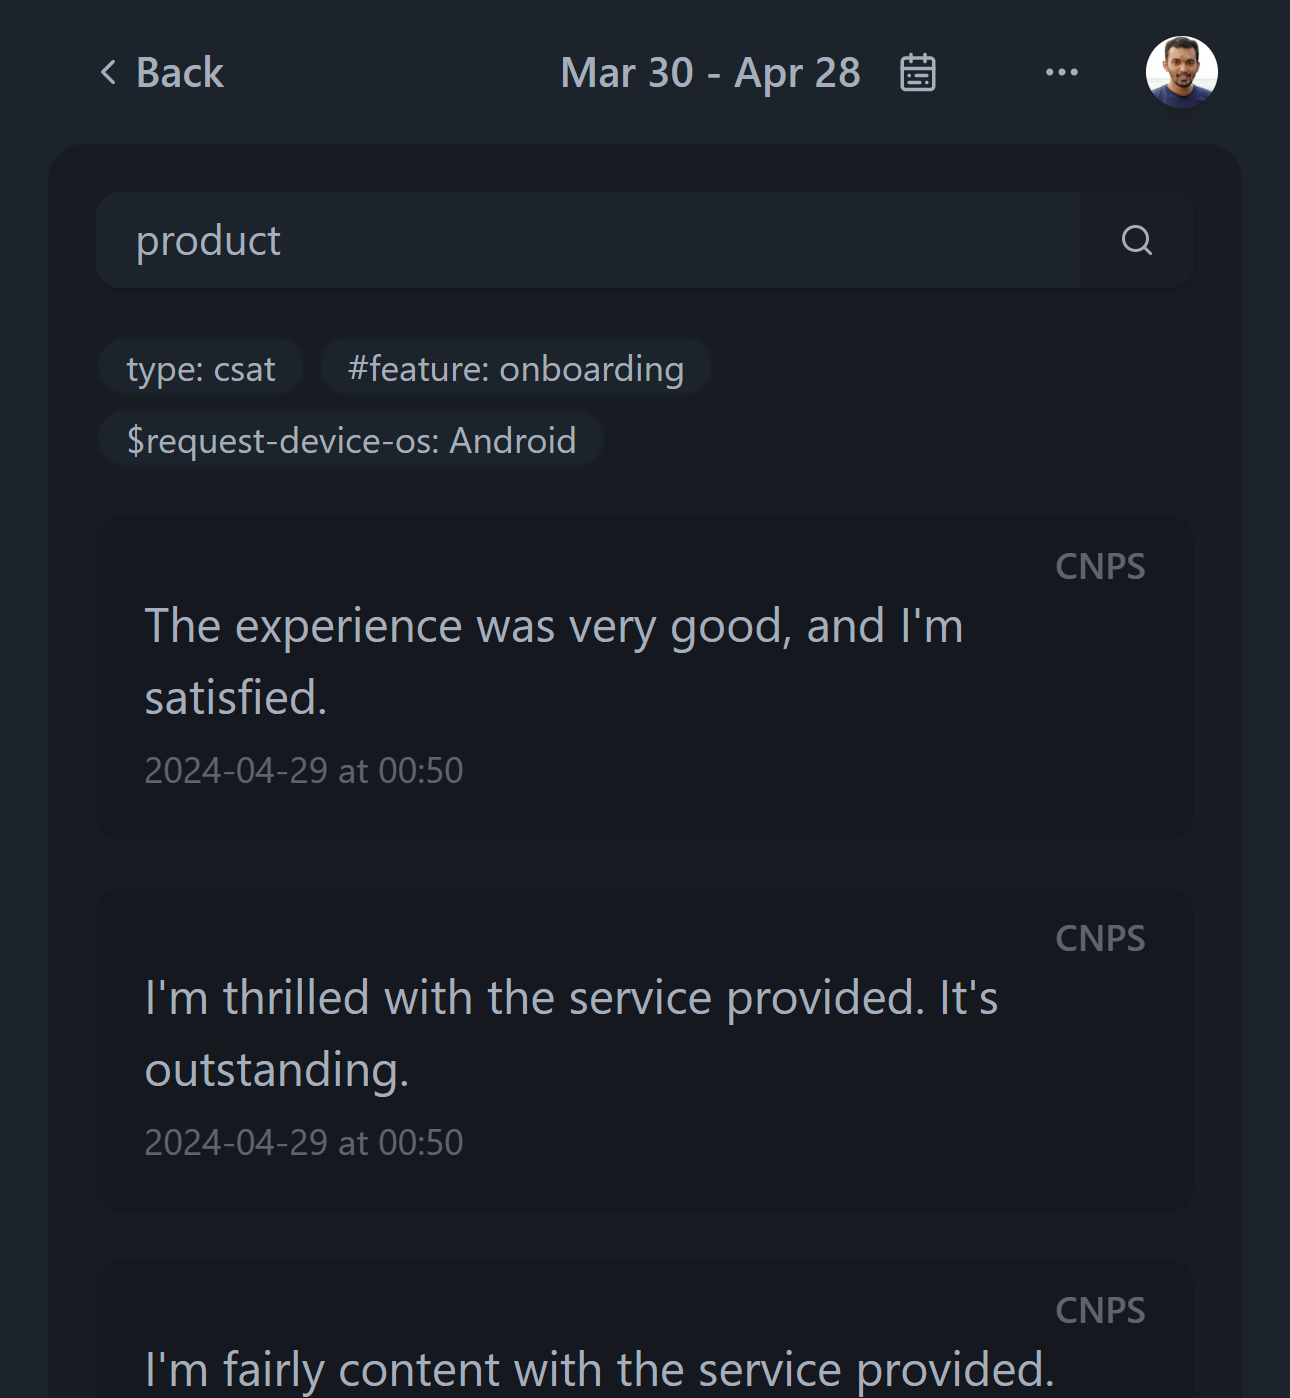 Back
Mar 30 - Apr 28
product
type: csat
#feature: onboarding
$request-device-os: Android
CNPS
The experience was very good, and I'm
satisfied.
2024-04-29 at 00:50
CNPS
I'm thrilled with the service provided. It's
outstanding.
2024-04-29 at 00:50
CNPS
I'm fairly content with the service provided.